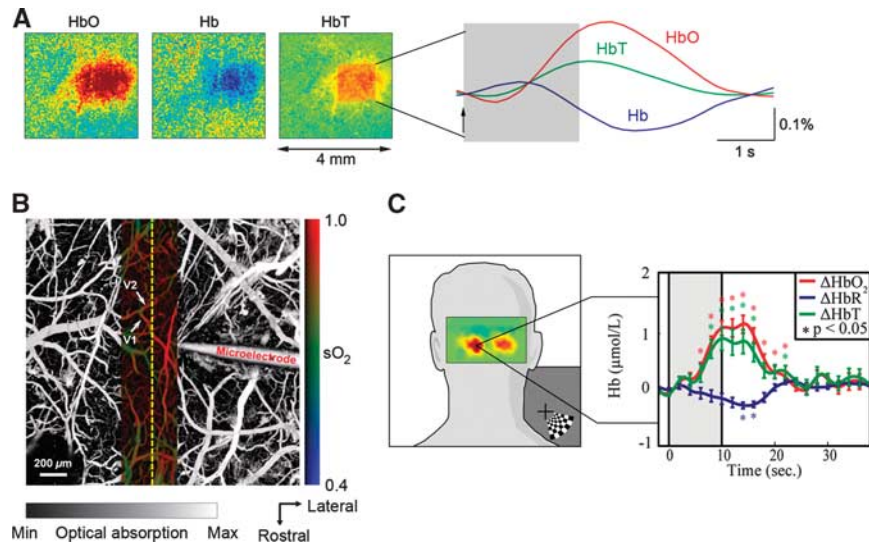 A
HbO
Hb
HbT
HbO
HbT
Hb
4 mm
0.1%
1 s
B
1.0
V2
V1
Microelectrode
sO2
200 µm
0.4
Min Optical absorption Max
Lateral
Rostral
C
2
1
0
-1
Hb (µmol/L)
ΔHbO2
ΔHbR
ΔHbT
* p < 0.05
0 10 20 30
Time (sec.)